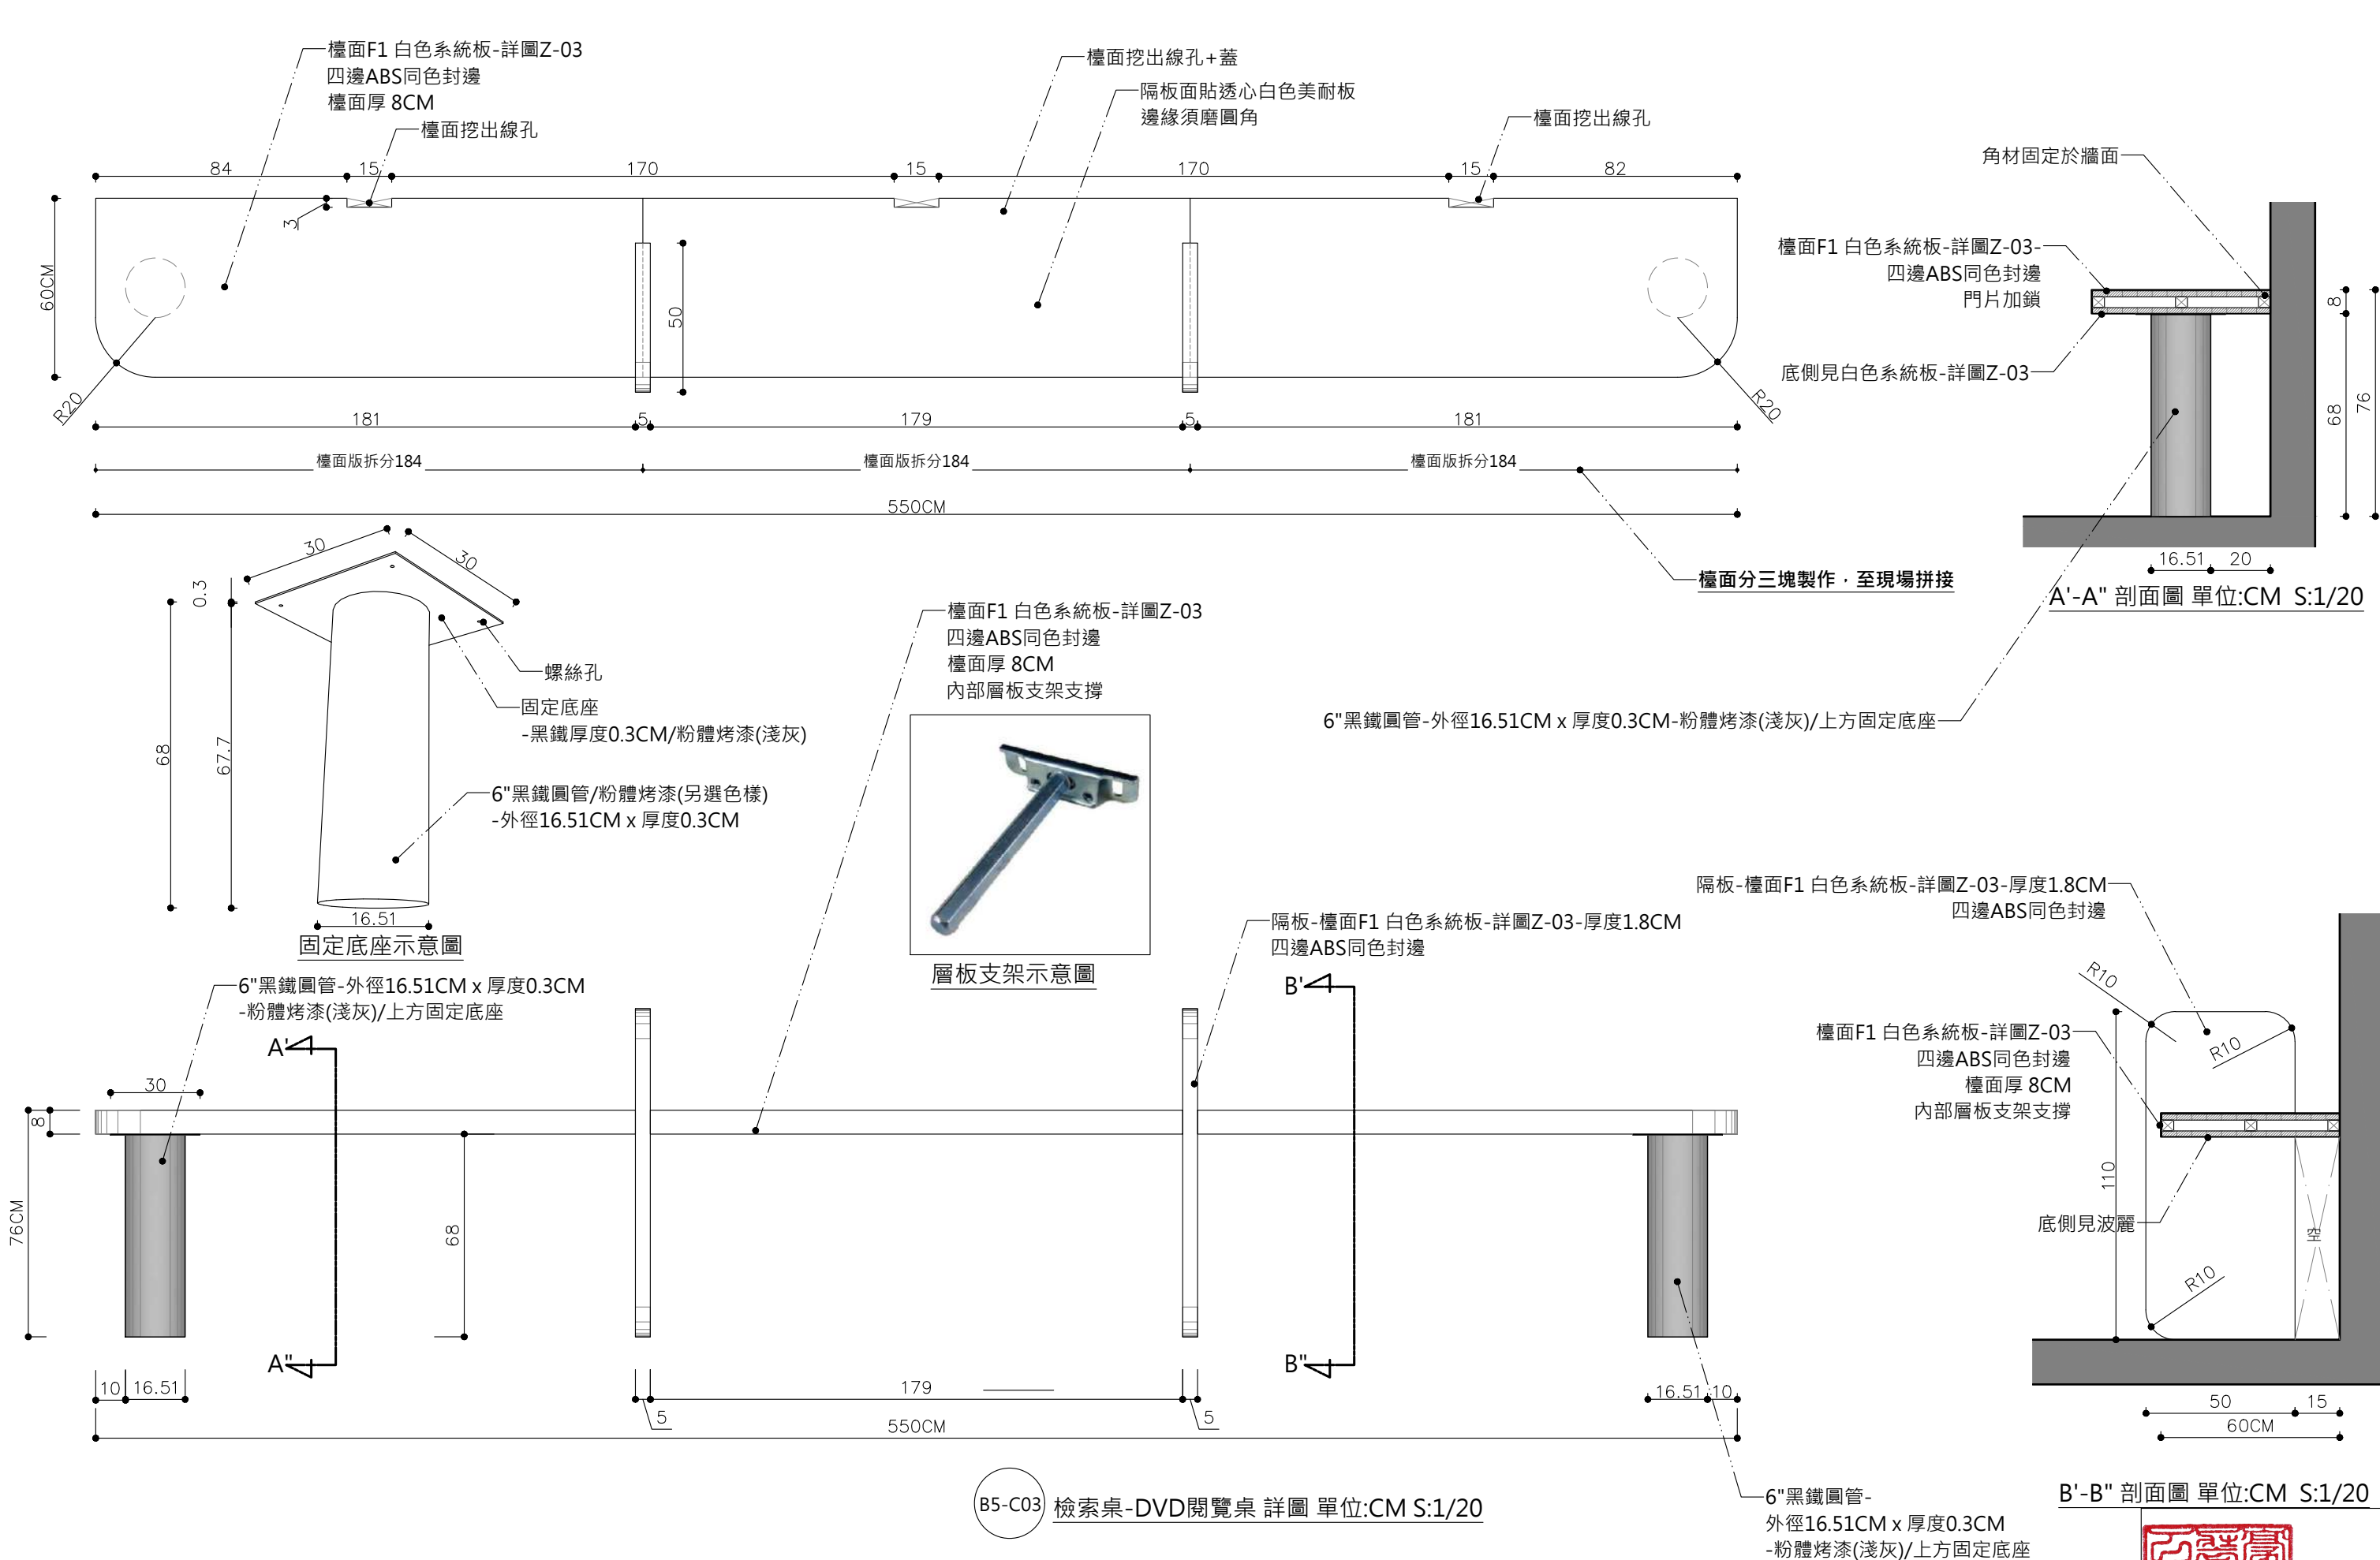 檯面F1 白色系統板-詳圖Z-03
四邊ABS同色封邊
檯面厚 8CM
檯面挖出線孔
檯面挖出線孔+蓋
隔板面貼透心白色美耐板
邊緣須磨圓角
檯面挖出線孔
84
15
170
15
170
15
82
3
60CM
50
R20
R20
181
5
179
5
181
檯面版拆分184
檯面版拆分184
檯面版拆分184
550CM
檯面分三塊製作，至現場拼接
角材固定於牆面
檯面F1 白色系統板-詳圖Z-03-
四邊ABS同色封邊
門片加鎖
底側見白色系統板-詳圖Z-03
8
68
76
16.51
20
A'-A" 剖面圖 單位:CM S:1/20
6"黑鐵圓管-外徑16.51CM x 厚度0.3CM-粉體烤漆(淺灰)/上方固定底座
30
30
0.3
68
67.7
螺絲孔
固定底座
-黑鐵厚度0.3CM/粉體烤漆(淺灰)
6"黑鐵圓管/粉體烤漆(另選色樣)
-外徑16.51CM x 厚度0.3CM
16.51
固定底座示意圖
檯面F1 白色系統板-詳圖Z-03
四邊ABS同色封邊
檯面厚 8CM
內部層板支架支撐
層板支架示意圖
6"黑鐵圓管-外徑16.51CM x 厚度0.3CM
-粉體烤漆(淺灰)/上方固定底座
隔板-檯面F1 白色系統板-詳圖Z-03-厚度1.8CM
四邊ABS同色封邊
A'
A"
B'
B"
30
8
76CM
68
10
16.51
5
179
5
16.51
10
550CM
6"黑鐵圓管-
外徑16.51CM x 厚度0.3CM
-粉體烤漆(淺灰)/上方固定底座
B5-C03
檢索桌-DVD閱覽桌 詳圖 單位:CM S:1/20
隔板-檯面F1 白色系統板-詳圖Z-03-厚度1.8CM
四邊ABS同色封邊
R10
R10
檯面F1 白色系統板-詳圖Z-03
四邊ABS同色封邊
檯面厚 8CM
內部層板支架支撐
110
底側見波麗
空
R10
50
15
60CM
B'-B" 剖面圖 單位:CM S:1/20